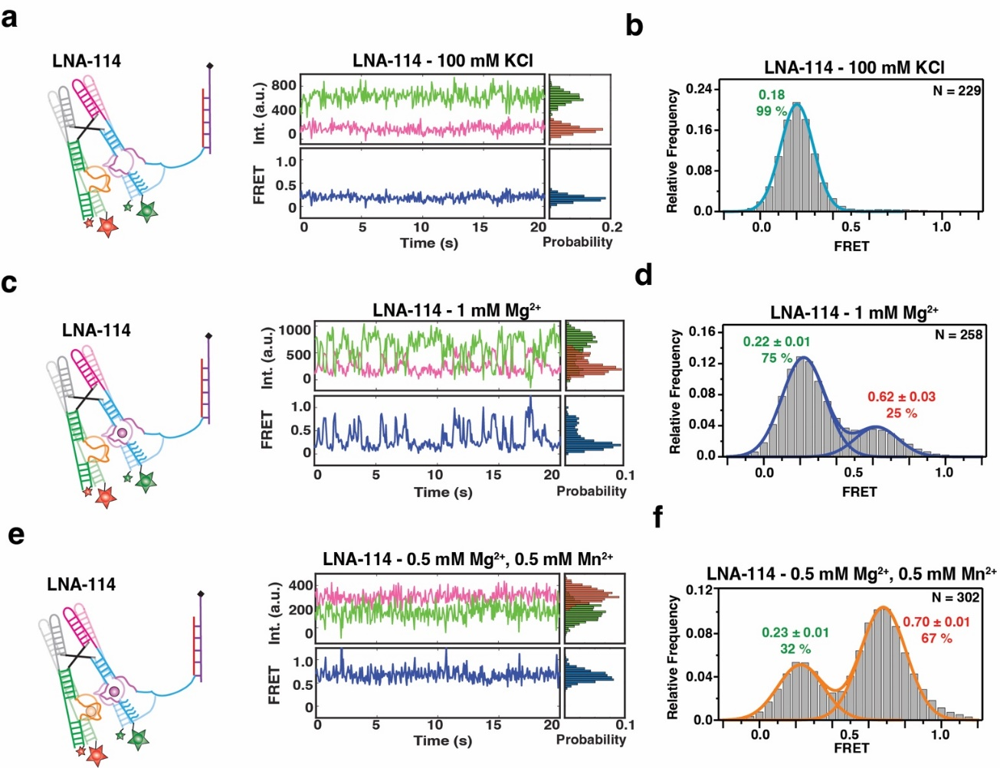 a
LNA-114
LNA-114 - 100 mM KCl
Int. (a.u.)
800
400
0
FRET
1.0
0.5
0
0 5 10 15 20
Time (s)
0.2
Probability
b
LNA-114 - 100 mM KCl
N = 229
0.18
99 %
Relative Frequency
0.24
0.16
0.08
0.0
0.0 0.5 1.0
FRET
c
LNA-114
LNA-114 - 1 mM Mg²⁺
Int. (a.u.)
1000
500
0
FRET
1.0
0.5
0
0 5 10 15 20
Time (s)
0.1
Probability
d
LNA-114 - 1 mM Mg²⁺
N = 258
0.22 ± 0.01
75 %
0.62 ± 0.03
25 %
Relative Frequency
0.16
0.12
0.08
0.04
0.0
0.0 0.5 1.0
FRET
e
LNA-114
LNA-114 - 0.5 mM Mg²⁺, 0.5 mM Mn²⁺
Int. (a.u.)
400
200
0
FRET
1.0
0.5
0
0 5 10 15 20
Time (s)
0.1
Probability
f
LNA-114 - 0.5 mM Mg²⁺, 0.5 mM Mn²⁺
N = 302
0.23 ± 0.01
32 %
0.70 ± 0.01
67 %
Relative Frequency
0.12
0.08
0.04
0.0
0.0 0.5 1.0
FRET